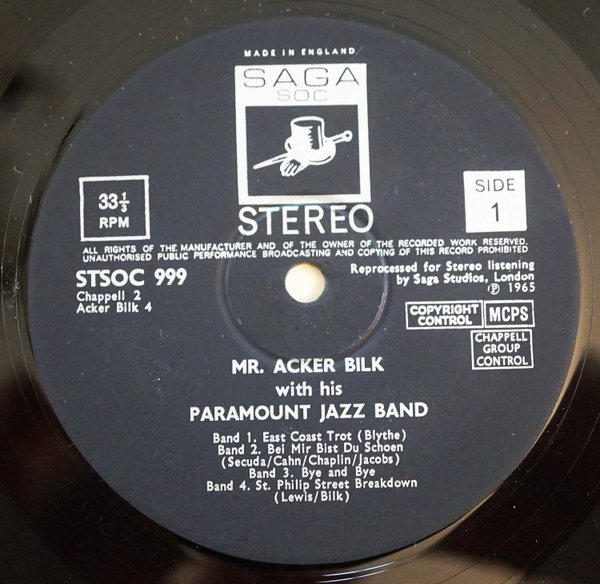 MADE IN ENGLAND
SAGA
SOC
33 1/3
RPM
STEREO
SIDE
1
ALL RIGHTS OF THE MANUFACTURER AND OF THE OWNER OF THE RECORDED WORK RESERVED.
UNAUTHORISED PUBLIC PERFORMANCE BROADCASTING AND COPYING OF THIS RECORD PROHIBITED
STSOC 999
Chappell 2
Acker Bilk 4
Reprocessed for Stereo listening
by Saga Studios, London
℗ 1965
COPYRIGHT
CONTROL
MCPS
CHAPPELL
GROUP
CONTROL
MR. ACKER BILK
with his
PARAMOUNT JAZZ BAND
Band 1. East Coast Trot (Blythe)
Band 2. Bei Mir Bist Du Schoen
(Secuda/Cahn/Chaplin/Jacobs)
Band 3. Bye and Bye
Band 4. St. Philip Street Breakdown
(Lewis/Bilk)